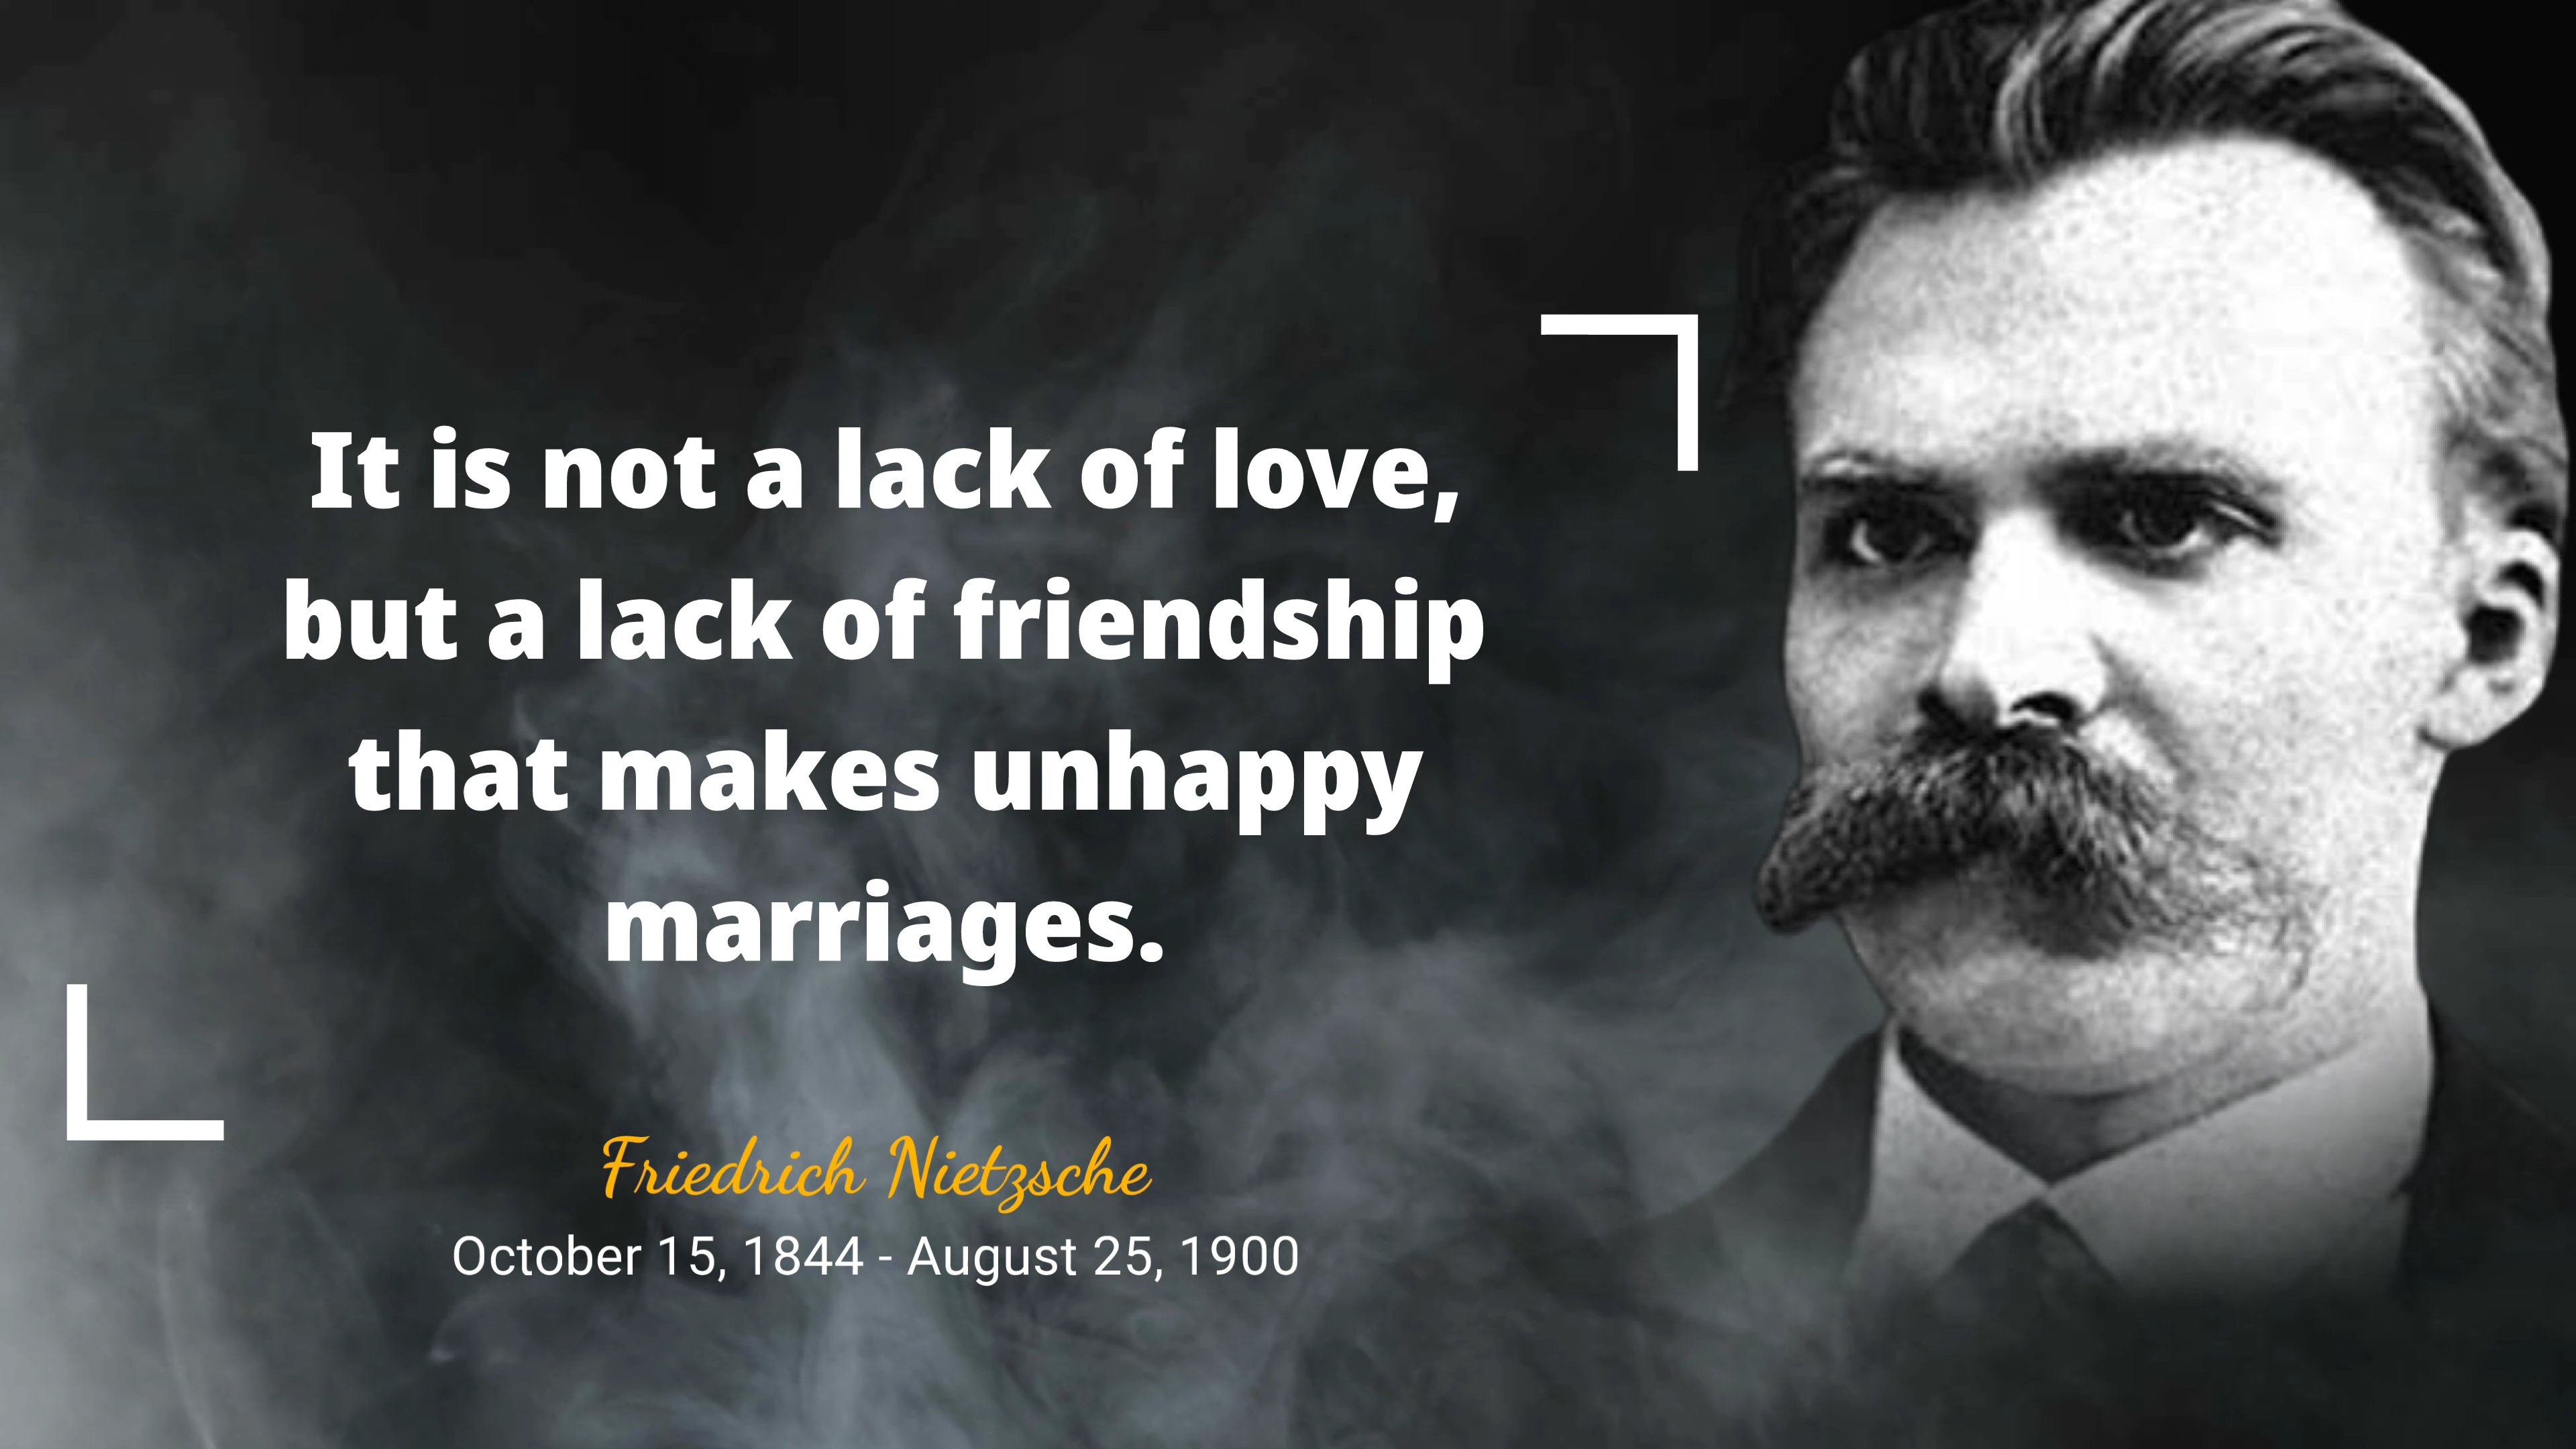 It is not a lack of love,
but a lack of friendship
that makes unhappy
marriages.
Friedrich Nietzsche
October 15, 1844 - August 25, 1900